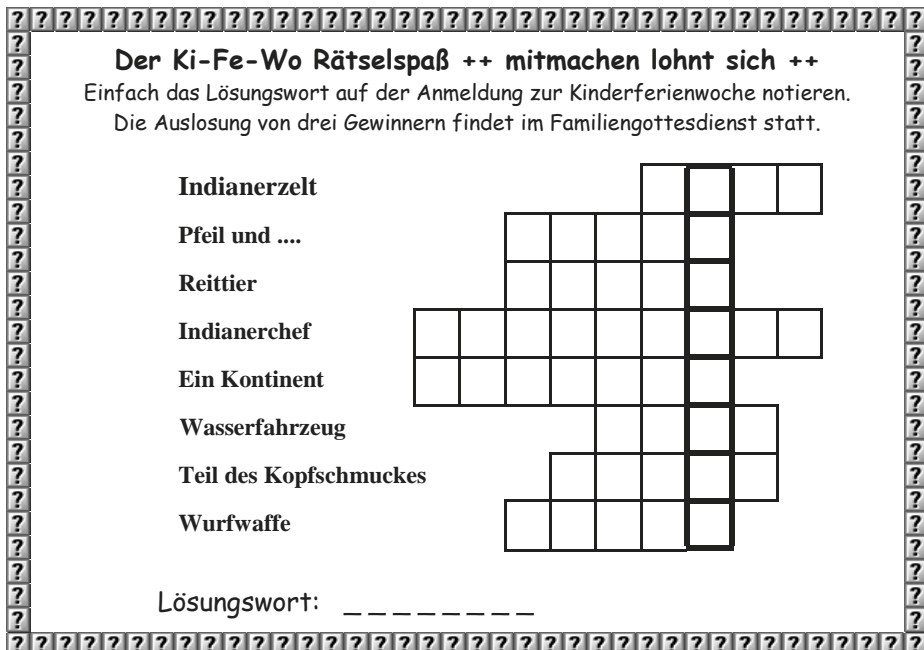 Der Ki-Fe-Wo Rätselspaß ++ mitmachen lohnt sich ++
Einfach das Lösungswort auf der Anmeldung zur Kinderferienwoche notieren.
Die Auslosung von drei Gewinnern findet im Familiengottesdienst statt.
Indianerzelt
Pfeil und ....
Reittier
Indianerchef
Ein Kontinent
Wasserfahrzeug
Teil des Kopfschmuckes
Wurfwaffe
Lösungswort: _ _ _ _ _ _ _ _